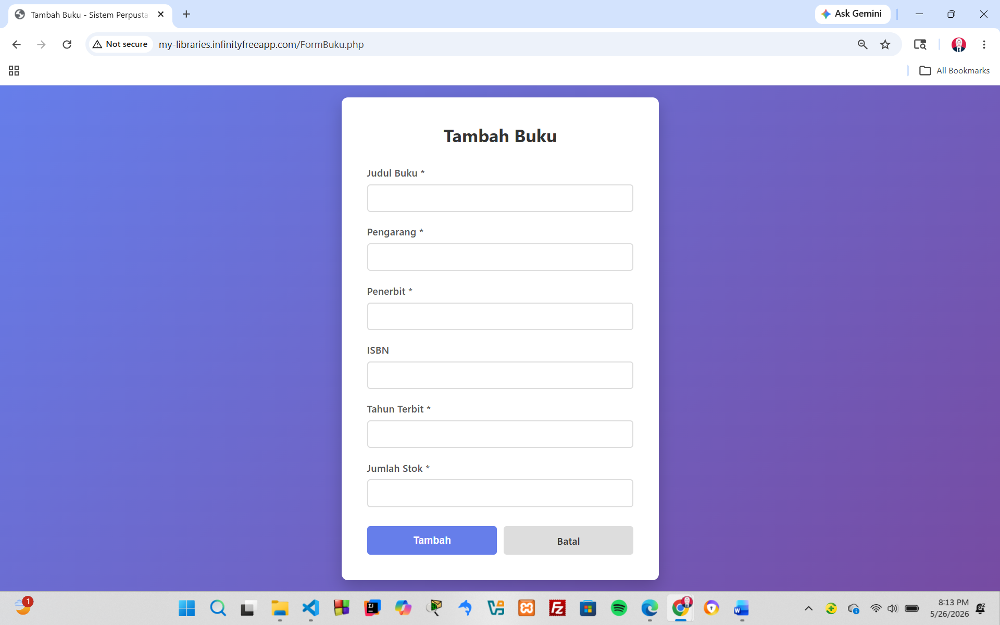 Tambah Buku - Sistem Perpusta
Ask Gemini
Not secure
my-libraries.infinityfreeapp.com/FormBuku.php
All Bookmarks
Tambah Buku
Judul Buku *
Pengarang *
Penerbit *
ISBN
Tahun Terbit *
Jumlah Stok *
Tambah
Batal
1
8:13 PM
5/26/2026